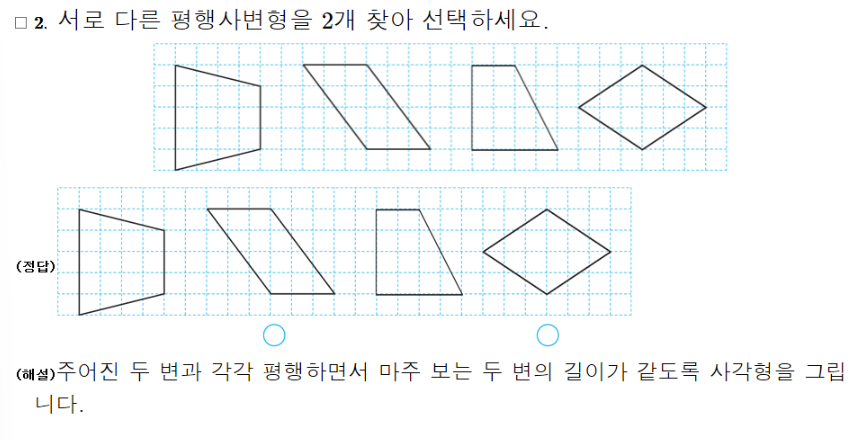 □ 2. 서로 다른 평행사변형을 2개 찾아 선택하세요.
(정답)
(해설)주어진 두 변과 각각 평행하면서 마주 보는 두 변의 길이가 같도록 사각형을 그립
니다.